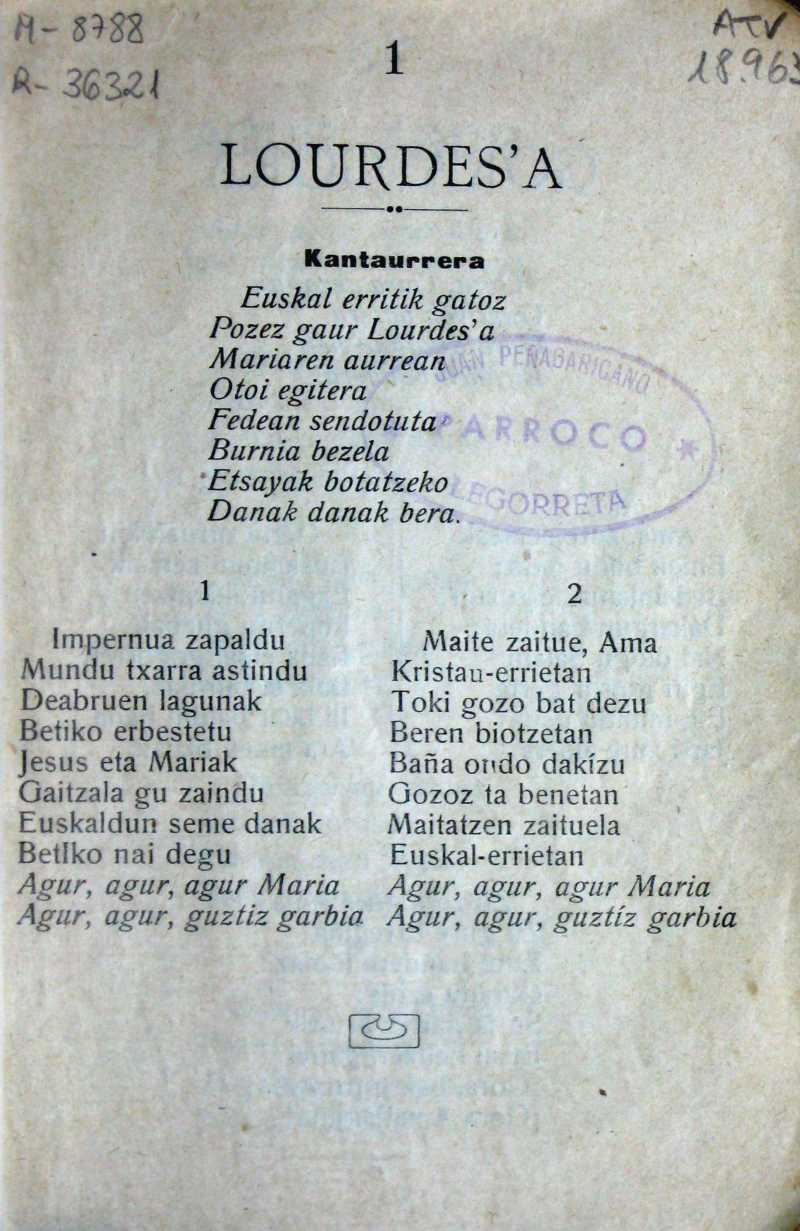 M- 8788
R- 36321
ATV
18.963
1
LOURDES'A
Kantaurrera
Euskal erritik gatoz
Pozez gaur Lourdes'a
Mariaren aurrean
Otoi egitera
Fedean sendotuta
Burnia bezela
Etsayak botatzeko
Danak danak bera.
JUAN PEÑAGARICANO
PARROCO
LEGORRETA
1
Impernua zapaldu
Mundu txarra astindu
Deabruen lagunak
Betiko erbestetu
Jesus eta Mariak
Gaitzala gu zaindu
Euskaldun seme danak
Betiko nai degu
Agur, agur, agur Maria
Agur, agur, guztiz garbia
2
Maite zaitue, Ama
Kristau-errietan
Toki gozo bat dezu
Beren biotzetan
Baña ondo dakízu
Gozoz ta benetan
Maitatzen zaituela
Euskal-errietan
Agur, agur, agur Maria
Agur, agur, guztíz garbia